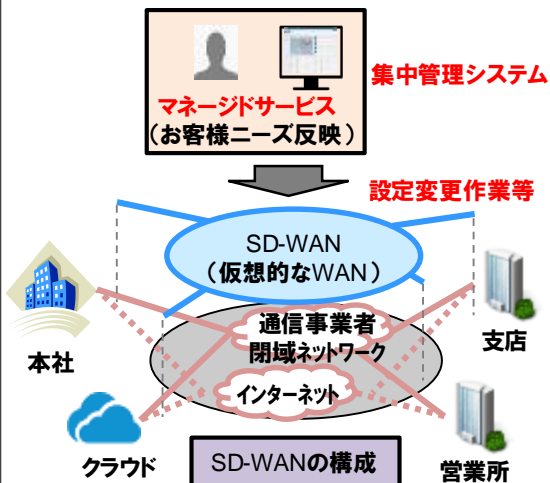 集中管理システム
マネージドサービス
(お客様ニーズ反映)
設定変更作業等
SD-WAN
(仮想的なWAN)
通信事業者
閉域ネットワーク
本社
支店
インターネット
クラウド
SD-WANの構成
営業所